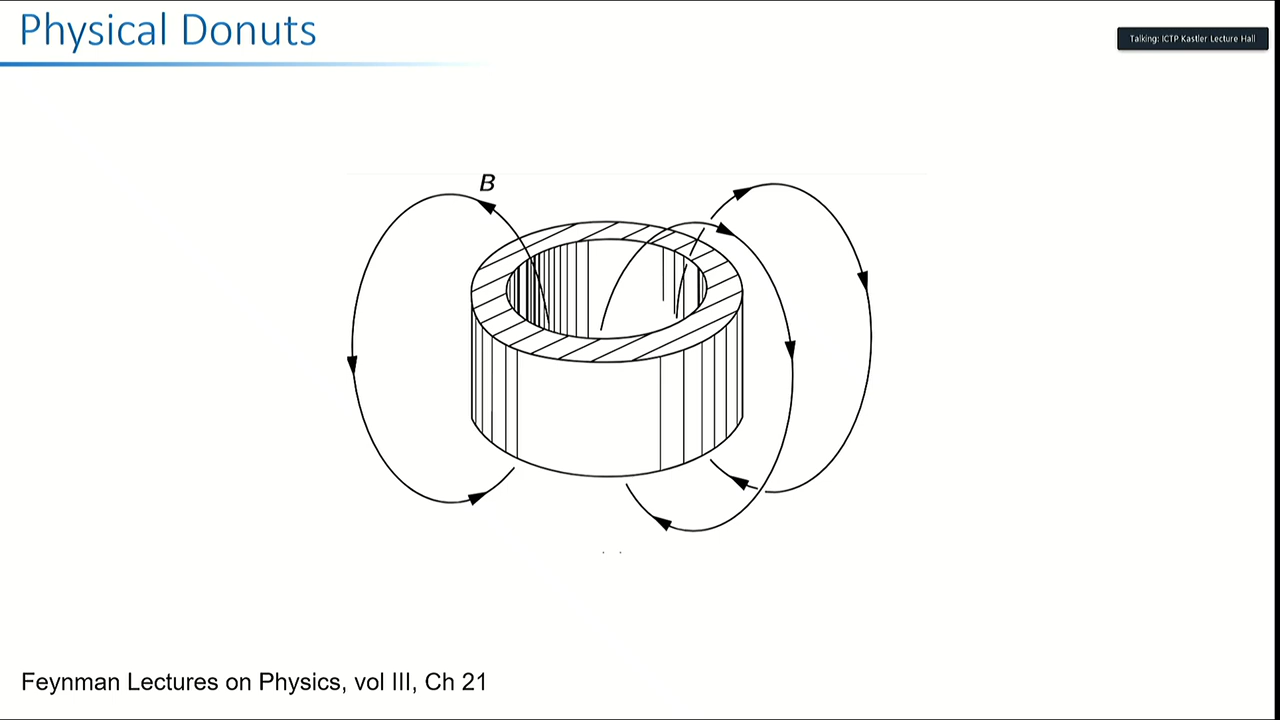 Physical Donuts
Talking: ICTP Kastler Lecture Hall
B
Feynman Lectures on Physics, vol III, Ch 21